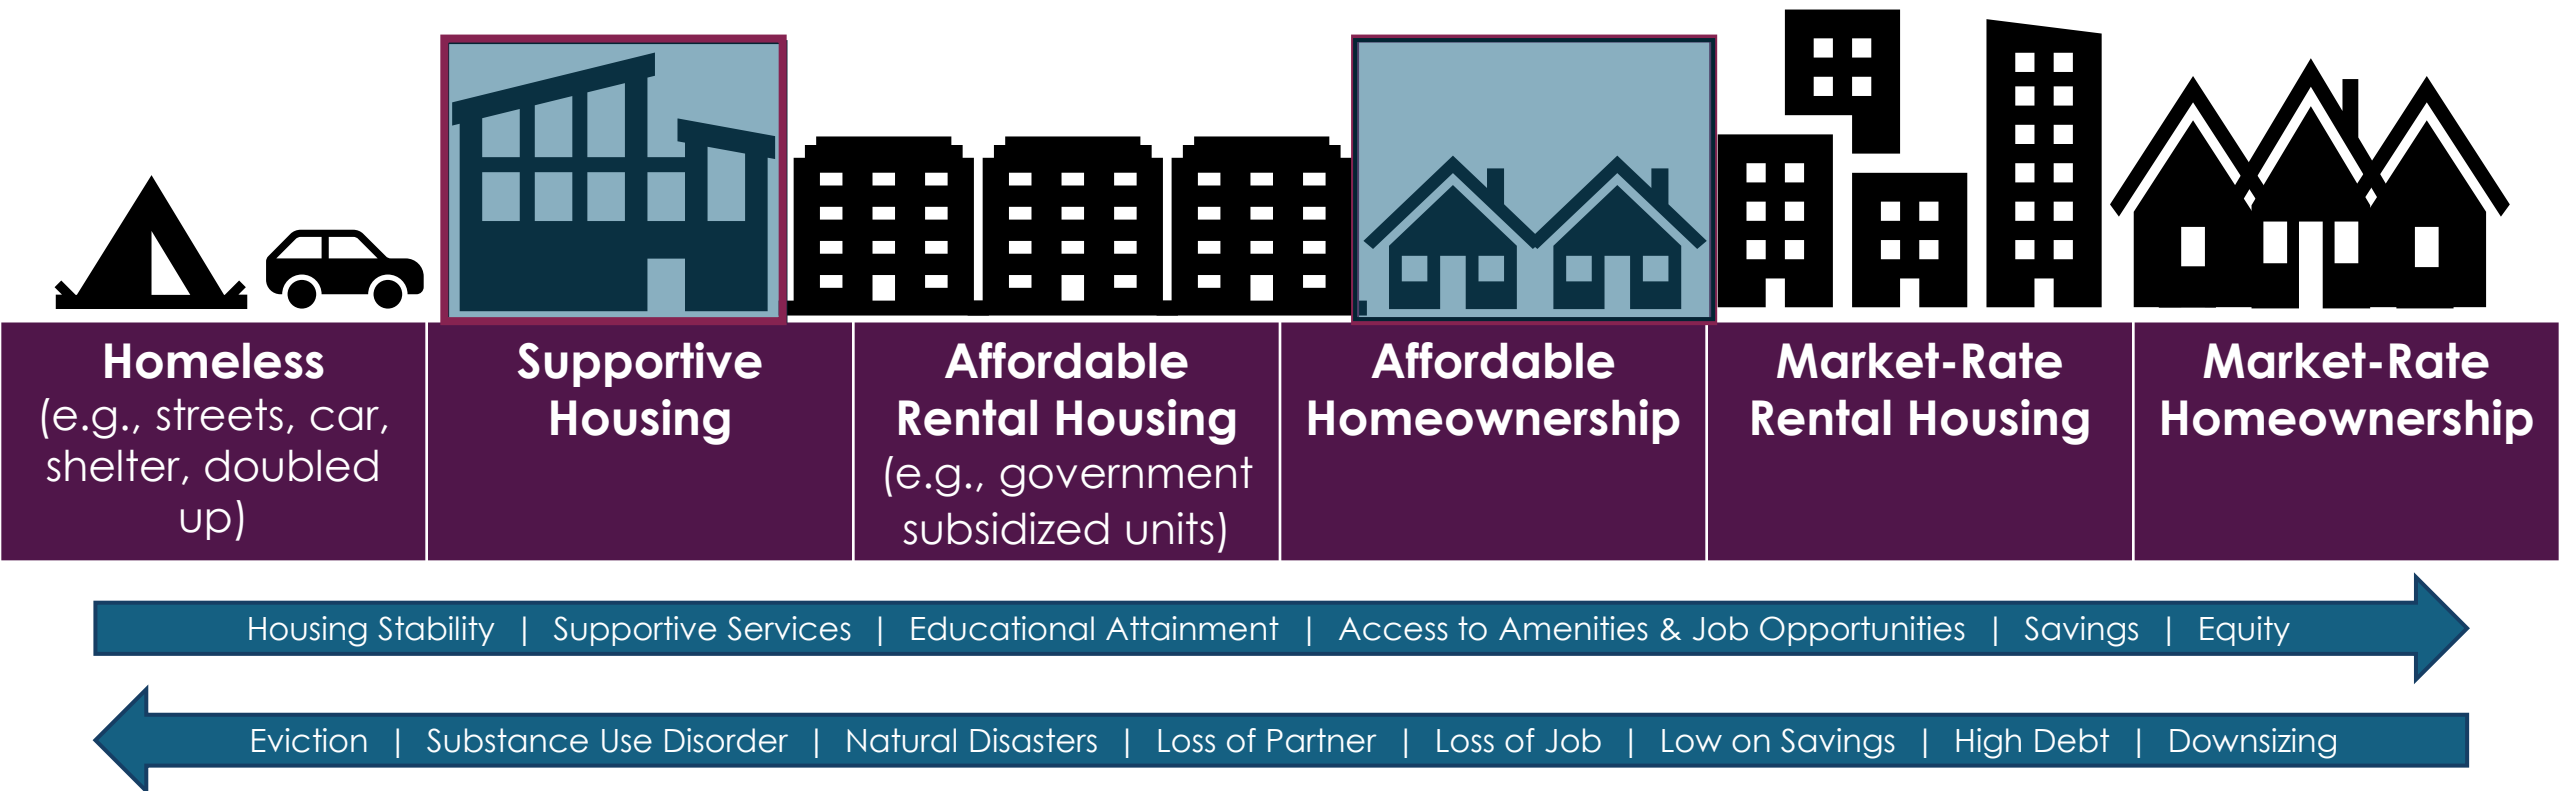 Homeless
(e.g., streets, car,
shelter, doubled
up)
Supportive
Housing
Affordable
Rental Housing
(e.g., government
subsidized units)
Affordable
Homeownership
Market-Rate
Rental Housing
Market-Rate
Homeownership
Housing Stability | Supportive Services | Educational Attainment | Access to Amenities & Job Opportunities | Savings | Equity
Eviction | Substance Use Disorder | Natural Disasters | Loss of Partner | Loss of Job | Low on Savings | High Debt | Downsizing